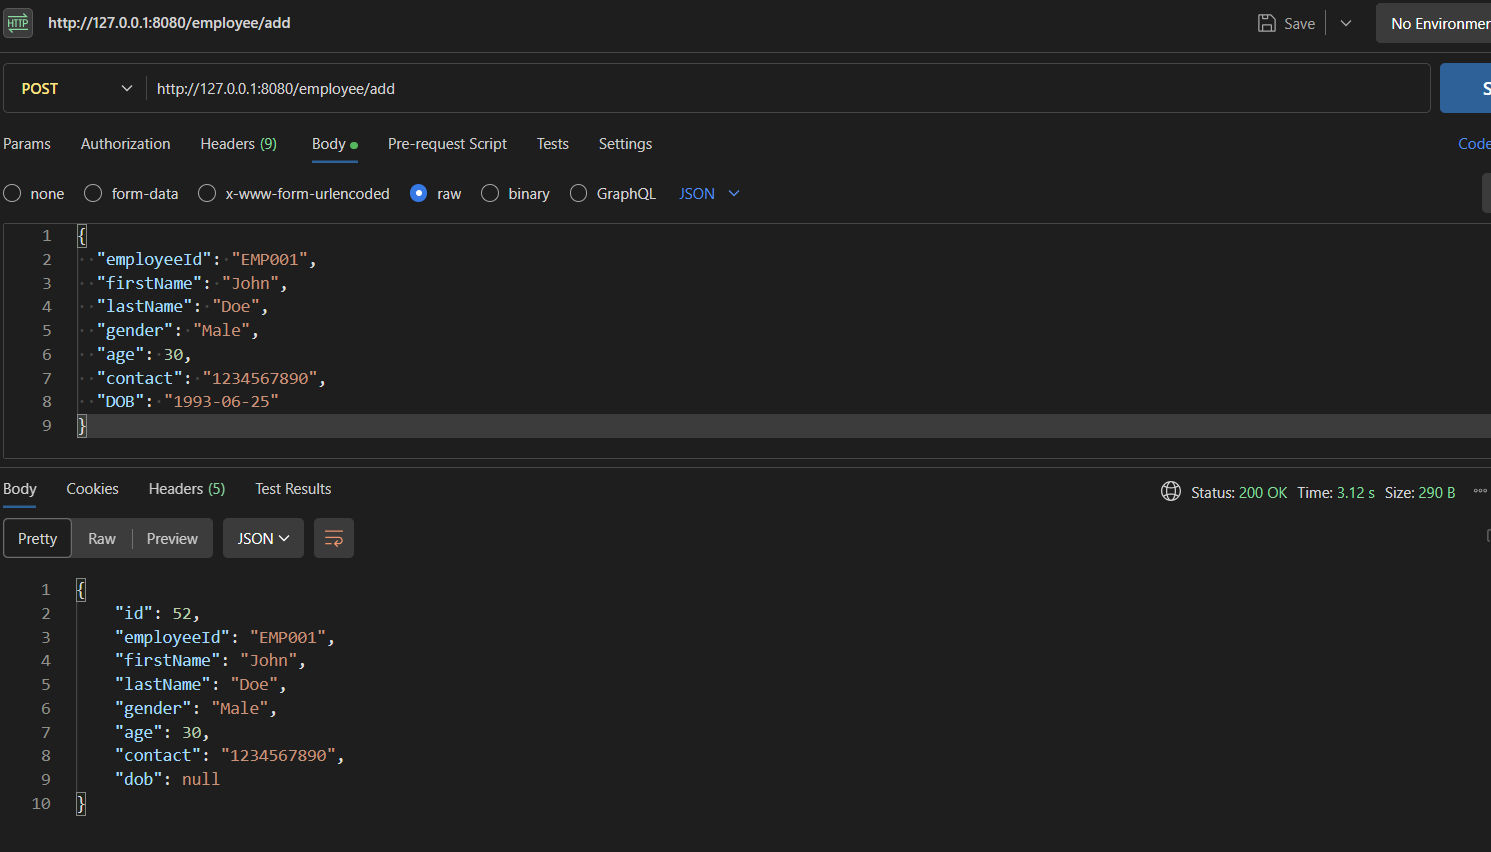 HTTP http://127.0.0.1:8080/employee/add Save No Environmen
POST http://127.0.0.1:8080/employee/add S
Params Authorization Headers (9) Body Pre-request Script Tests Settings Code
none form-data x-www-form-urlencoded raw binary GraphQL JSON
1 {
2 "employeeId": "EMP001",
3 "firstName": "John",
4 "lastName": "Doe",
5 "gender": "Male",
6 "age": 30,
7 "contact": "1234567890",
8 "DOB": "1993-06-25"
9 }
Body Cookies Headers (5) Test Results Status: 200 OK Time: 3.12 s Size: 290 B
Pretty Raw Preview JSON
1 {
2 "id": 52,
3 "employeeId": "EMP001",
4 "firstName": "John",
5 "lastName": "Doe",
6 "gender": "Male",
7 "age": 30,
8 "contact": "1234567890",
9 "dob": null
10 }